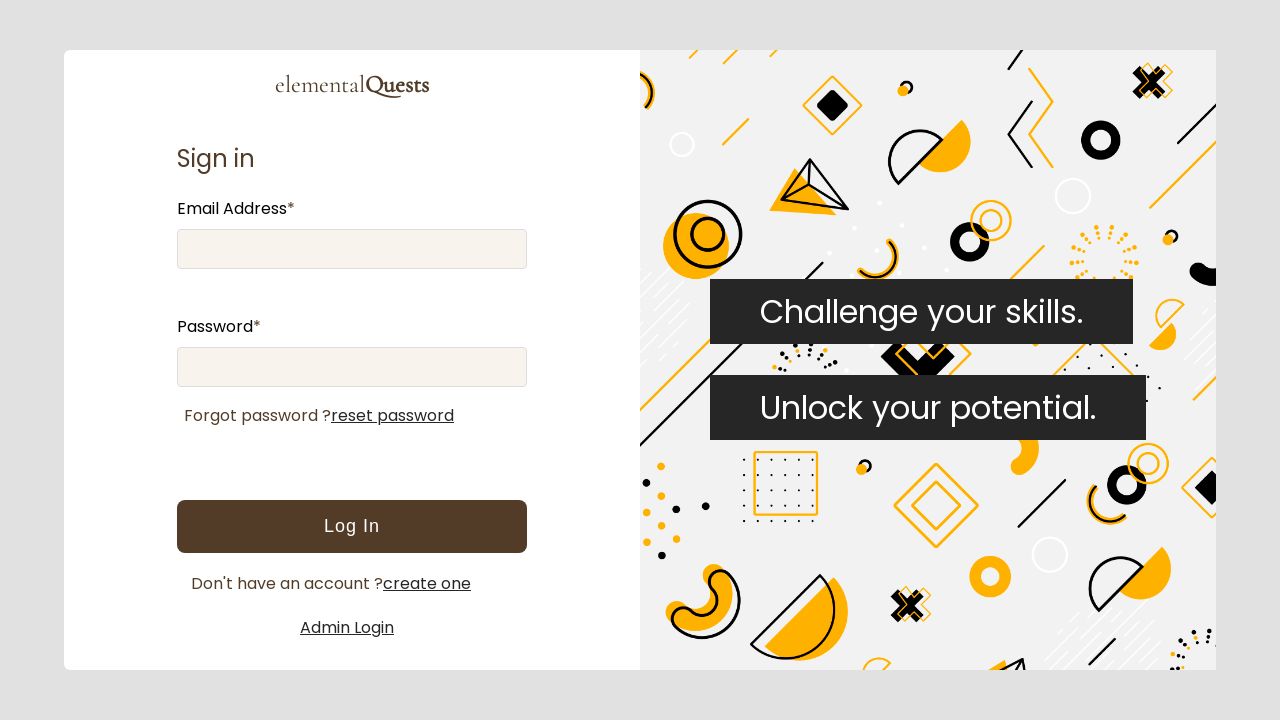 elementalQuests
Sign in
Email Address*
Password*
Forgot password ?reset password
Log In
Don't have an account ?create one
Admin Login
Challenge your skills.
Unlock your potential.